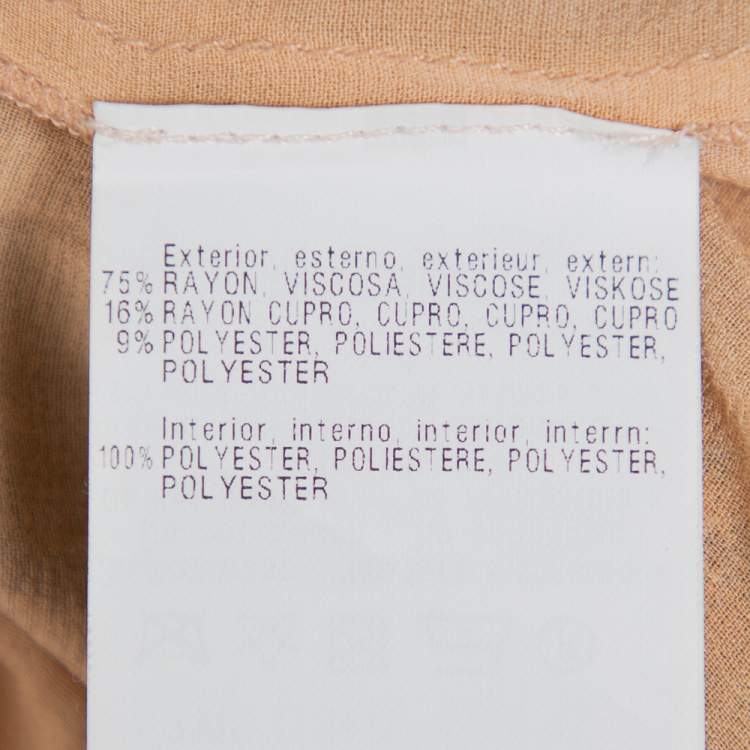 Exterior, esterno, exterieur, extern:
75% RAYON, VISCOSA, VISCOSE, VISKOSE
16% RAYON CUPRO, CUPRO, CUPRO, CUPRO
9% POLYESTER, POLIESTERE, POLYESTER,
POLYESTER
Interior, interno, interior, interrn:
100% POLYESTER, POLIESTERE, POLYESTER,
POLYESTER